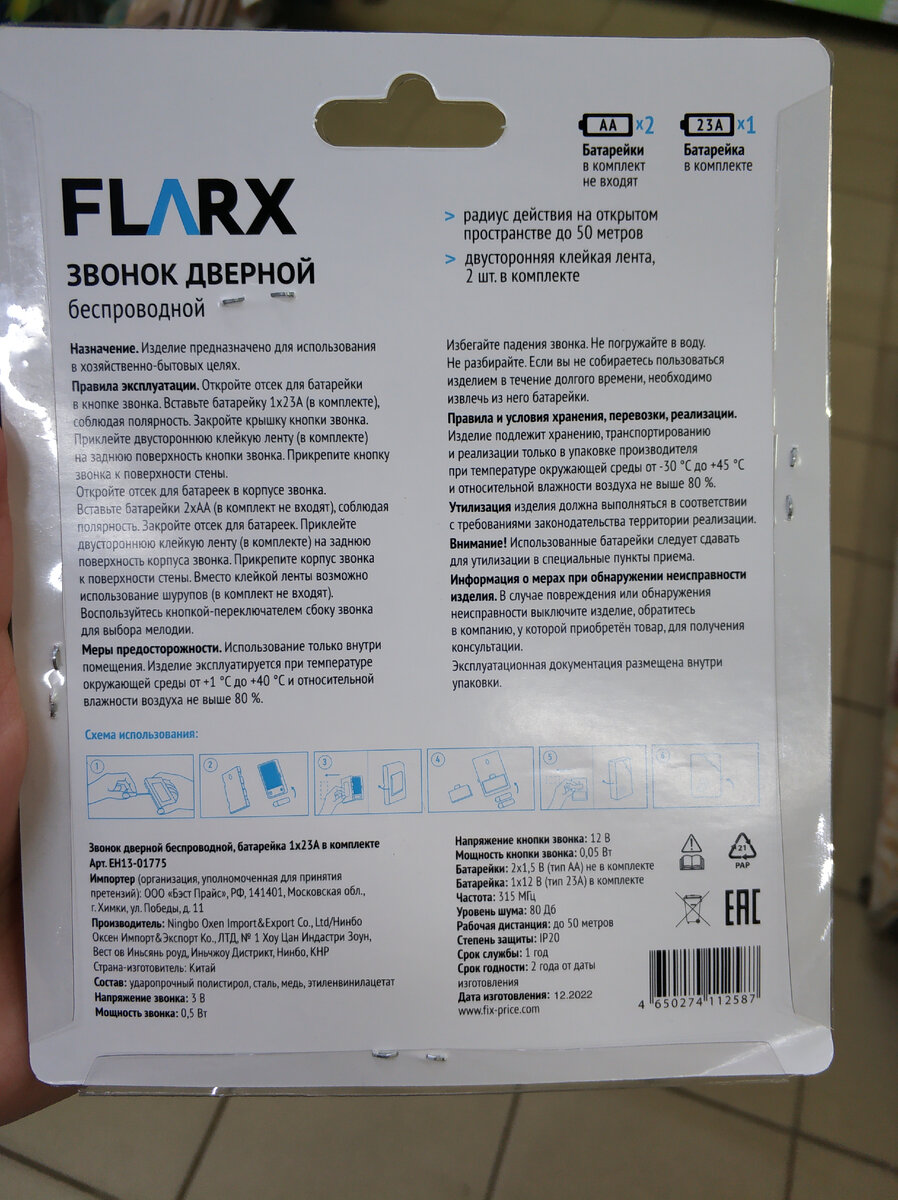 AA x2
Батарейки
в комплект
не входят
23A x1
Батарейка
в комплекте
FLARX
ЗВОНОК ДВЕРНОЙ
беспроводной
> радиус действия на открытом
пространстве до 50 метров
> двусторонняя клейкая лента,
2 шт. в комплекте
Назначение. Изделие предназначено для использования
в хозяйственно-бытовых целях.
Правила эксплуатации. Откройте отсек для батарейки
в кнопке звонка. Вставьте батарейку 1x23A (в комплекте),
соблюдая полярность. Закройте крышку кнопки звонка.
Приклейте двустороннюю клейкую ленту (в комплекте)
на заднюю поверхность кнопки звонка. Прикрепите кнопку
звонка к поверхности стены.
Откройте отсек для батареек в корпусе звонка.
Вставьте батарейки 2xAA (в комплект не входят), соблюдая
полярность. Закройте отсек для батареек. Приклейте
двустороннюю клейкую ленту (в комплекте) на заднюю
поверхность корпуса звонка. Прикрепите корпус звонка
к поверхности стены. Вместо клейкой ленты возможно
использование шурупов (в комплект не входят).
Воспользуйтесь кнопкой-переключателем сбоку звонка
для выбора мелодии.
Меры предосторожности. Использование только внутри
помещения. Изделие эксплуатируется при температуре
окружающей среды от +1 °C до +40 °C и относительной
влажности воздуха не выше 80 %.
Избегайте падения звонка. Не погружайте в воду.
Не разбирайте. Если вы не собираетесь пользоваться
изделием в течение долгого времени, необходимо
извлечь из него батарейки.
Правила и условия хранения, перевозки, реализации.
Изделие подлежит хранению, транспортированию
и реализации только в упаковке производителя
при температуре окружающей среды от -30 °C до +45 °C
и относительной влажности воздуха не выше 80 %.
Утилизация изделия должна выполняться в соответствии
с требованиями законодательства территории реализации.
Внимание! Использованные батарейки следует сдавать
для утилизации в специальные пункты приема.
Информация о мерах при обнаружении неисправности
изделия. В случае повреждения или обнаружения
неисправности выключите изделие, обратитесь
в компанию, у которой приобретён товар, для получения
консультации.
Эксплуатационная документация размещена внутри
упаковки.
Схема использования:
1
2
3
4
5
6
Звонок дверной беспроводной, батарейка 1x23A в комплекте
Арт. EH13-01775
Импортер (организация, уполномоченная для принятия
претензий): ООО «Бэст Прайс», РФ, 141401, Московская обл.,
г. Химки, ул. Победы, д. 11
Производитель: Ningbo Oxen Import&Export Co., Ltd/Нинбо
Оксен Импорт&Экспорт Ко., ЛТД, № 1 Хоу Цан Индастри Зоун,
Вест ов Иньсянь роуд, Иньчжоу Дистрикт, Нинбо, КНР
Страна-изготовитель: Китай
Состав: ударопрочный полистирол, сталь, медь, этиленвинилацетат
Напряжение звонка: 3 В
Мощность звонка: 0,5 Вт
Напряжение кнопки звонка: 12 В
Мощность кнопки звонка: 0,05 Вт
Батарейки: 2x1,5 В (тип AA) не в комплекте
Батарейка: 1x12 В (тип 23A) в комплекте
Частота: 315 МГц
Уровень шума: 80 Дб
Рабочая дистанция: до 50 метров
Степень защиты: IP20
Срок службы: 1 год
Срок годности: 2 года от даты
изготовления
Дата изготовления: 12.2022
www.fix-price.com
21
PAP
EAC
4 650274 112587